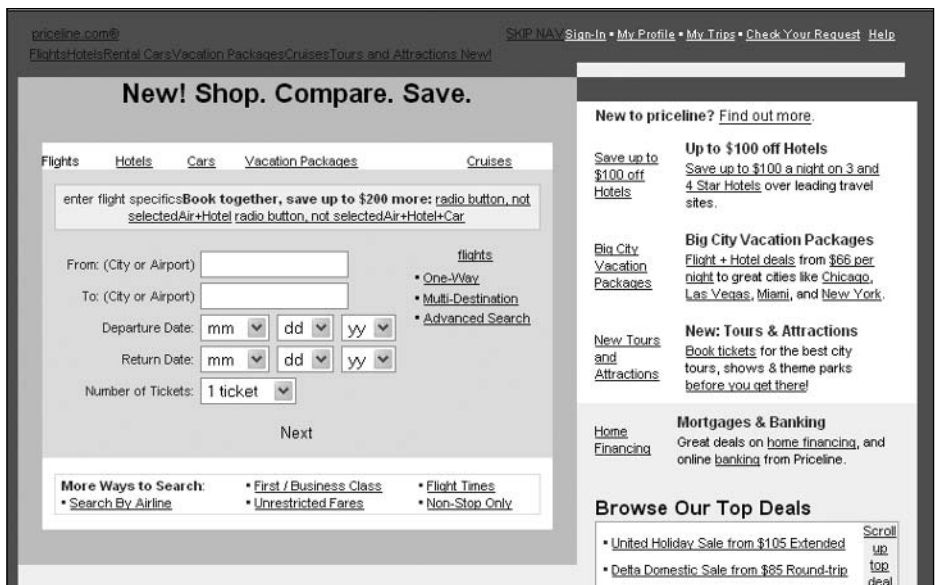 priceline.com®
SKIP NAV Sign-In • My Profile • My Trips • Check Your Request Help
FlightsHotelsRental CarsVacation PackagesCruisesTours and Attractions New!
New! Shop. Compare. Save.
Flights Hotels Cars Vacation Packages Cruises
enter flight specificsBook together, save up to $200 more: radio button, not
selectedAir+Hotel radio button, not selectedAir+Hotel+Car
From: (City or Airport)
To: (City or Airport)
Departure Date: mm dd yy
Return Date: mm dd yy
Number of Tickets: 1 ticket
flights
• One-Way
• Multi-Destination
• Advanced Search
Next
More Ways to Search:
• Search By Airline
• First / Business Class
• Unrestricted Fares
• Flight Times
• Non-Stop Only
New to priceline? Find out more.
Save up to
$100 off
Hotels
Up to $100 off Hotels
Save up to $100 a night on 3 and
4 Star Hotels over leading travel
sites.
Big City
Vacation
Packages
Big City Vacation Packages
Flight + Hotel deals from $66 per
night to great cities like Chicago,
Las Vegas, Miami, and New York.
New Tours
and
Attractions
New: Tours & Attractions
Book tickets for the best city
tours, shows & theme parks
before you get there!
Home
Financing
Mortgages & Banking
Great deals on home financing, and
online banking from Priceline.
Browse Our Top Deals
• United Holiday Sale from $105 Extended
• Delta Domestic Sale from $85 Round-trip
Scroll
up
top
deal